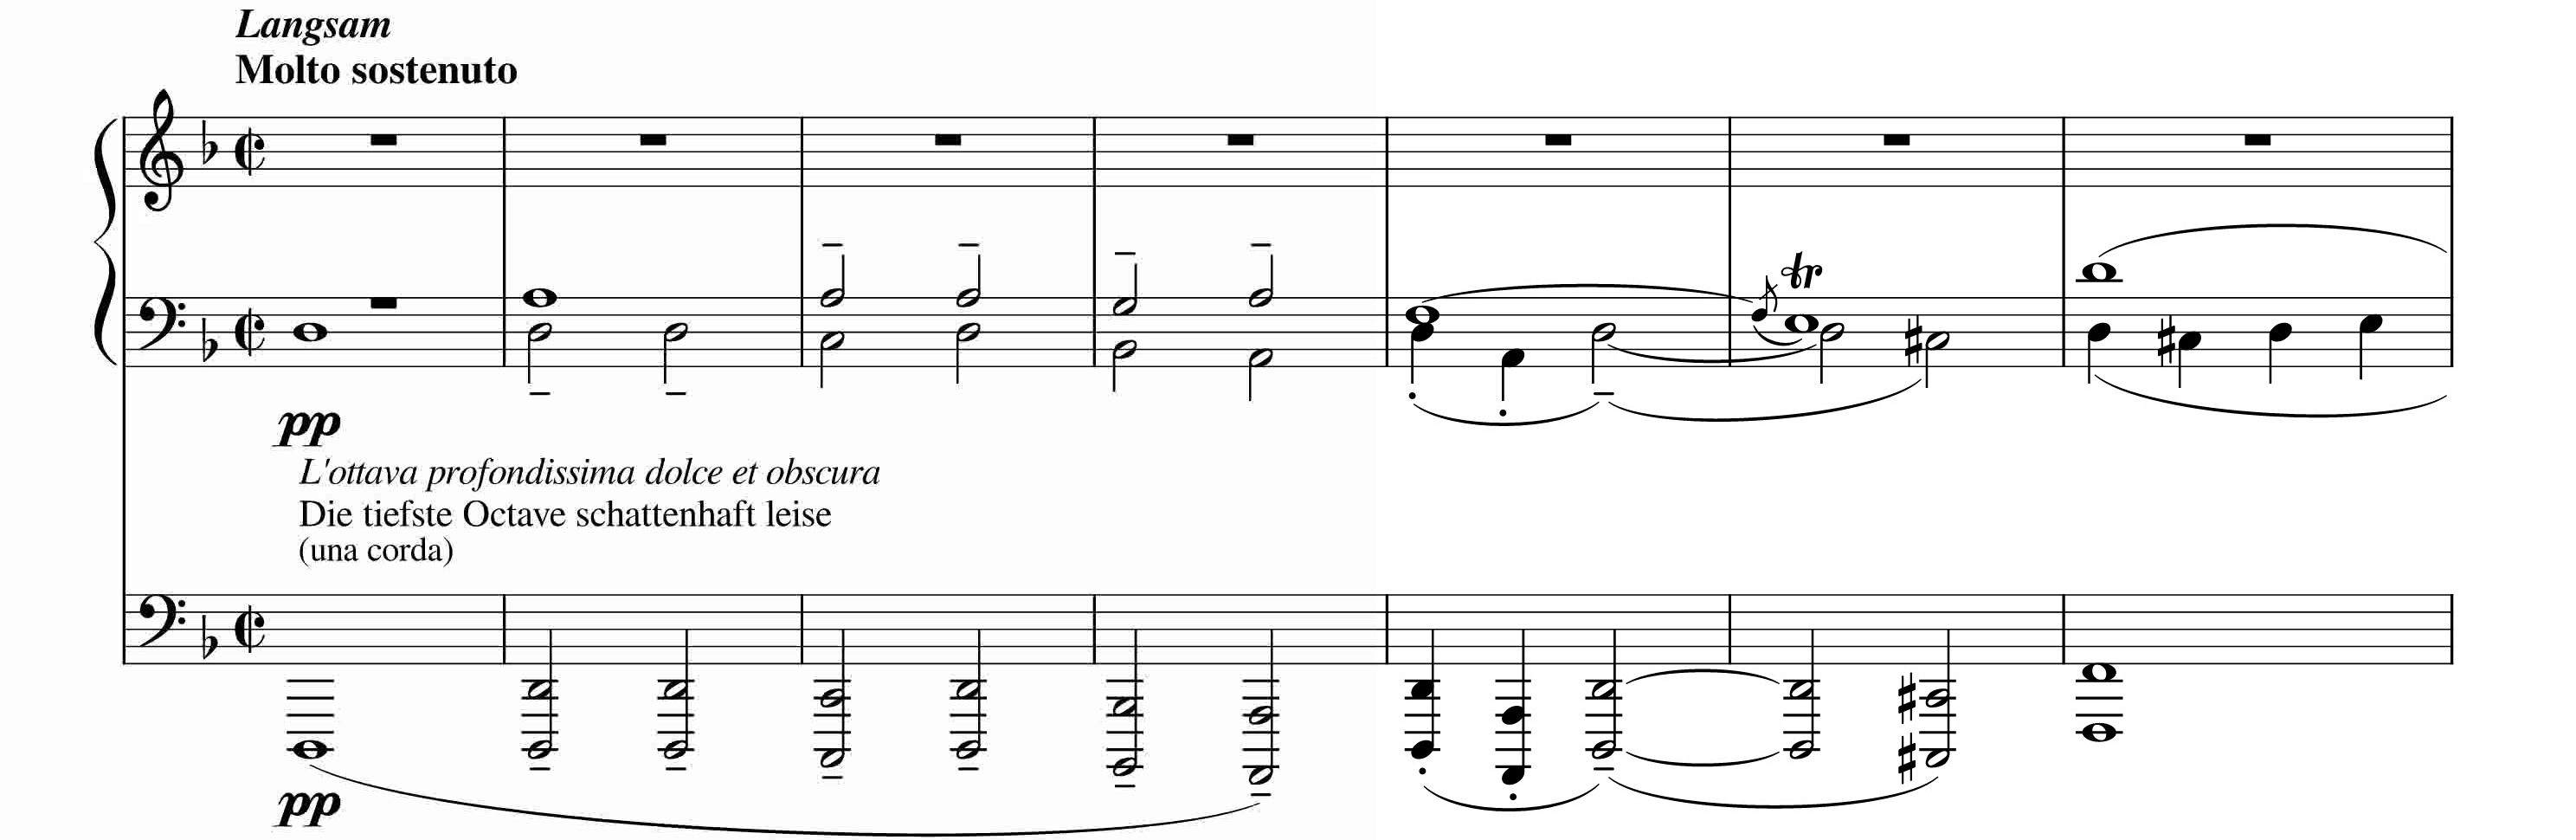 Langsam
Molto sostenuto
tr
pp
L'ottava profondissima dolce et obscura
Die tiefste Octave schattenhaft leise
(una corda)
pp